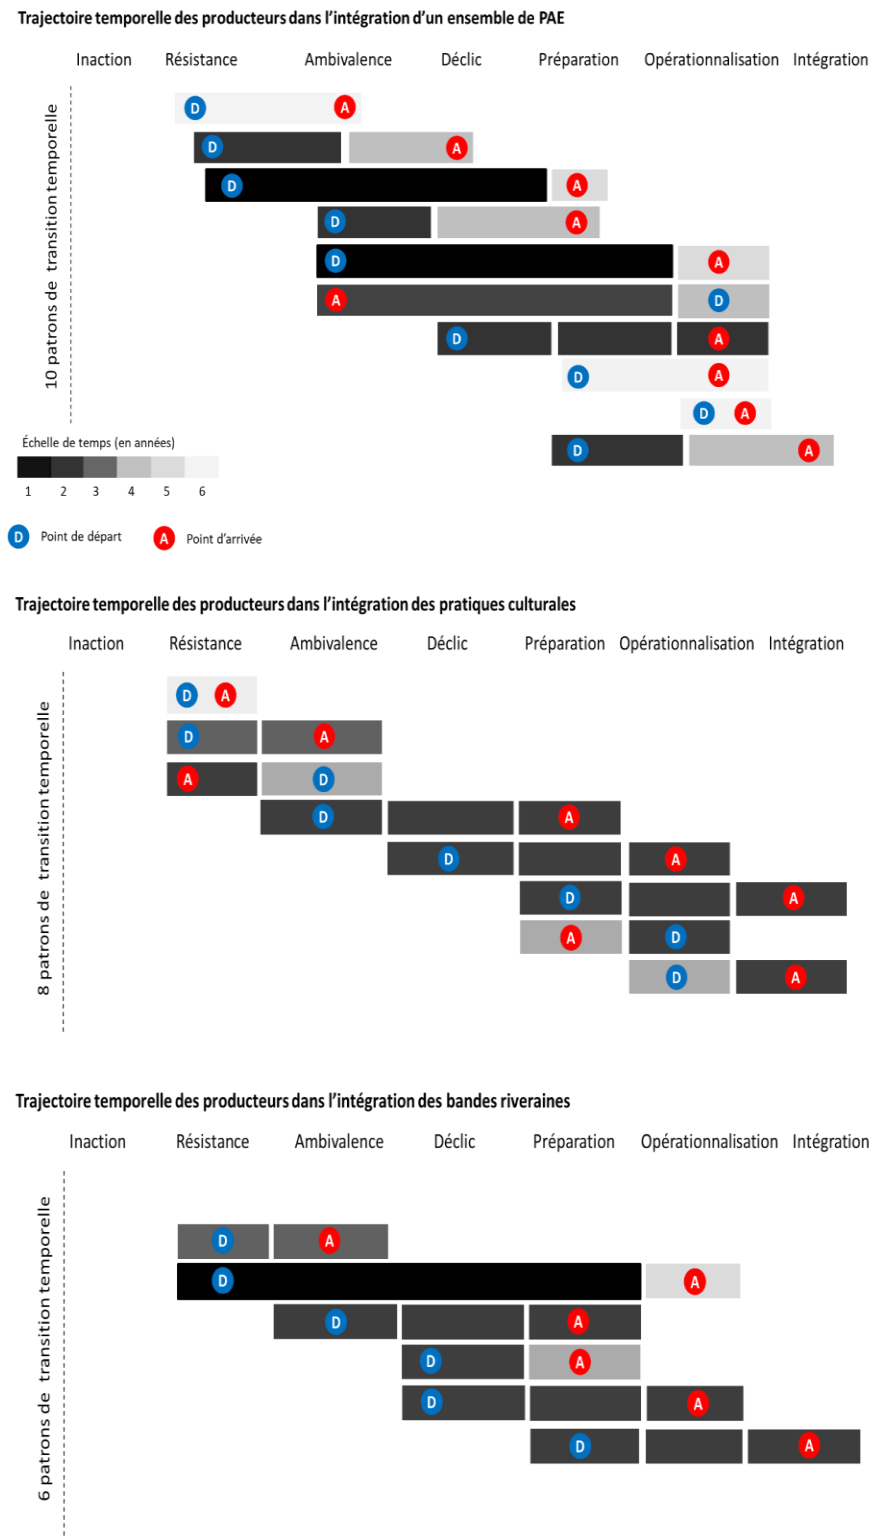 Trajectoire temporelle des producteurs dans l'intégration d'un ensemble de PAE
Inaction Résistance Ambivalence Déclic Préparation Opérationnalisation Intégration
10 patrons de transition temporelle
D A
D A
D A
D A
D A
A D
D A
D A
D A
D A
Échelle de temps (en années)
1 2 3 4 5 6
D Point de départ A Point d'arrivée
Trajectoire temporelle des producteurs dans l'intégration des pratiques culturales
Inaction Résistance Ambivalence Déclic Préparation Opérationnalisation Intégration
8 patrons de transition temporelle
D A
D A
A D
D A
D A
D A
A D
D A
Trajectoire temporelle des producteurs dans l'intégration des bandes riveraines
Inaction Résistance Ambivalence Déclic Préparation Opérationnalisation Intégration
6 patrons de transition temporelle
D A
D A
D A
D A
D A
D A